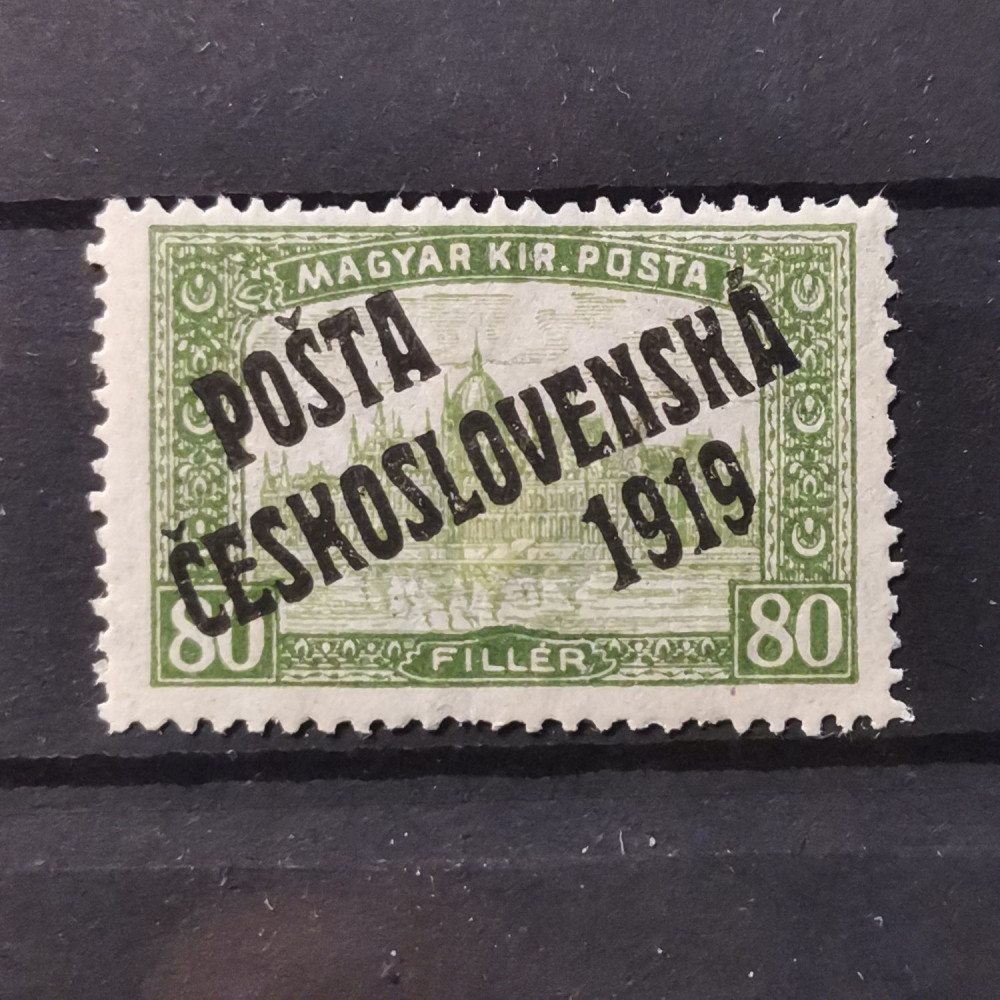 MAGYAR KIR. POSTA
POŠTA
ČESKOSLOVENSKÁ
1919
80 80
FILLÉR